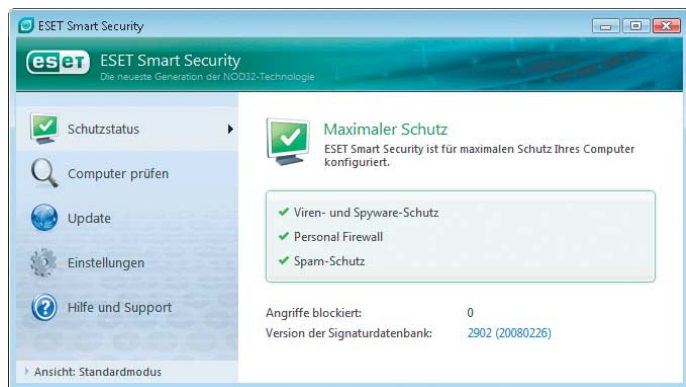 ESET Smart Security
eset ESET Smart Security
Die neueste Generation der NOD32-Technologie
Schutzstatus
Computer prüfen
Update
Einstellungen
Hilfe und Support
Ansicht: Standardmodus
Maximaler Schutz
ESET Smart Security ist für maximalen Schutz Ihres Computer
konfiguriert.
Viren- und Spyware-Schutz
Personal Firewall
Spam-Schutz
Angriffe blockiert: 0
Version der Signaturdatenbank: 2902 (20080226)